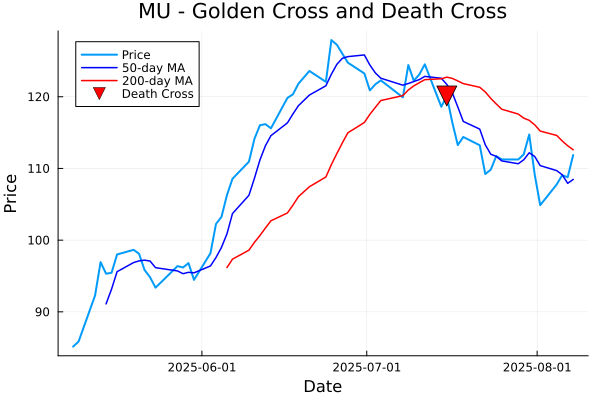 MU - Golden Cross and Death Cross
Price
50-day MA
200-day MA
Death Cross
Price
120
110
100
90
2025-06-01
2025-07-01
2025-08-01
Date